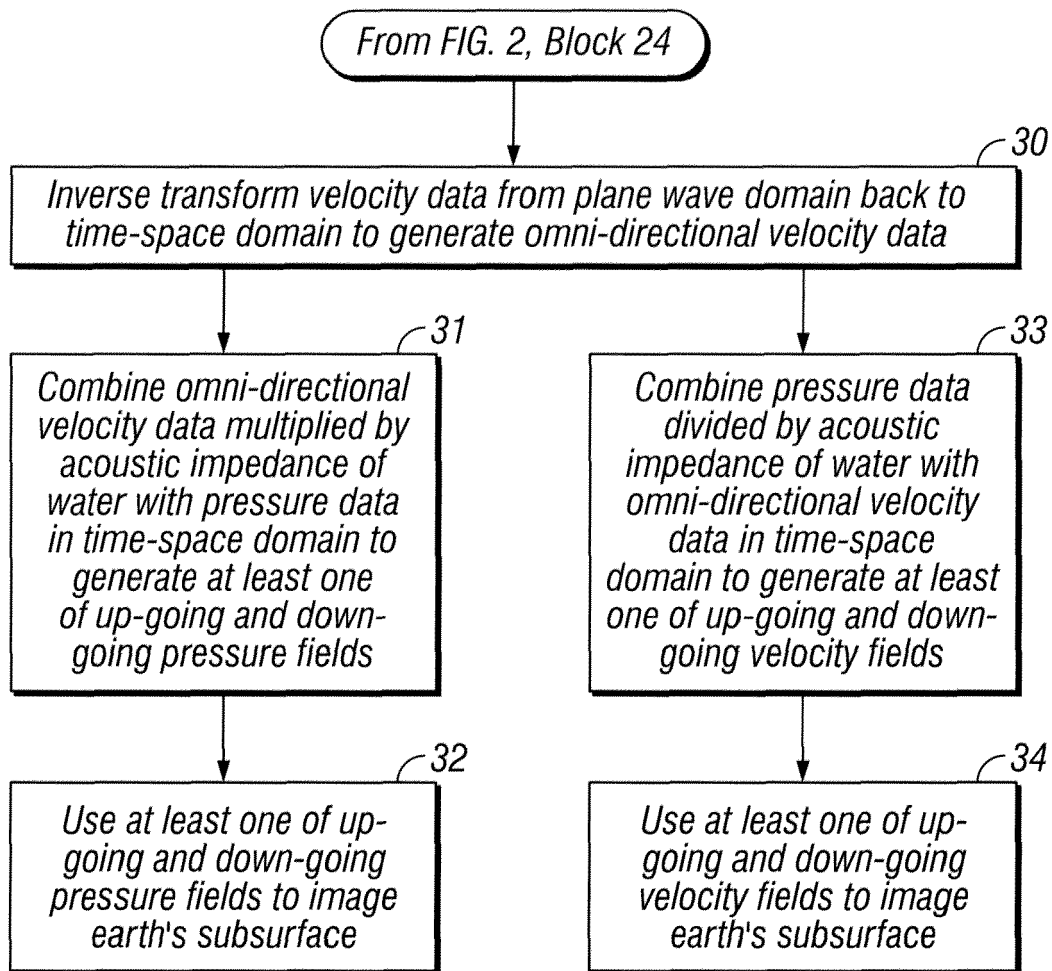 From FIG. 2, Block 24
30
Inverse transform velocity data from plane wave domain back to
time-space domain to generate omni-directional velocity data
31
Combine omni-directional
velocity data multiplied by
acoustic impedance of
water with pressure data
in time-space domain to
generate at least one
of up-going and down-
going pressure fields
33
Combine pressure data
divided by acoustic
impedance of water with
omni-directional velocity
data in time-space
domain to generate at least
one of up-going and down-
going velocity fields
32
Use at least one of up-
going and down-going
pressure fields to image
earth's subsurface
34
Use at least one of up-
going and down-going
velocity fields to image
earth's subsurface